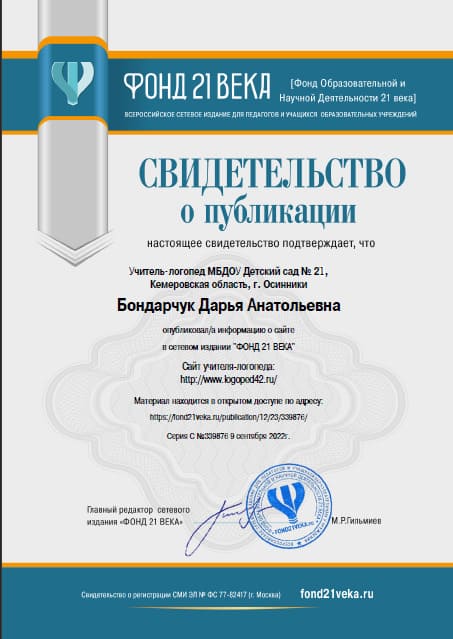 ФОНД 21 ВЕКА
[Фонд Образовательной и
Научной Деятельности 21 века]
ВСЕРОССИЙСКОЕ СЕТЕВОЕ ИЗДАНИЕ ДЛЯ ПЕДАГОГОВ И УЧАЩИХСЯ ОБРАЗОВАТЕЛЬНЫХ УЧРЕЖДЕНИЙ
СВИДЕТЕЛЬСТВО
о публикации
настоящее свидетельство подтверждает, что
Учитель-логопед МБДОУ Детский сад № 21,
Кемеровская область, г. Осинники
Бондарчук Дарья Анатольевна
опубликовал/а информацию о сайте
в сетевом издании "ФОНД 21 ВЕКА"
Сайт учителя-логопеда:
http://www.logoped42.ru/
Материал находится в открытом доступе по адресу:
https://fond21veka.ru/publication/12/23/339876/
Серия С №339876 9 сентября 2022г.
Главный редактор сетевого
издания «ФОНД 21 ВЕКА»
FOND21VEKA.RU
М.Р.Гильмиев
Свидетельство о регистрации СМИ ЭЛ № ФС 77-52417 (г. Москва)
fond21veka.ru